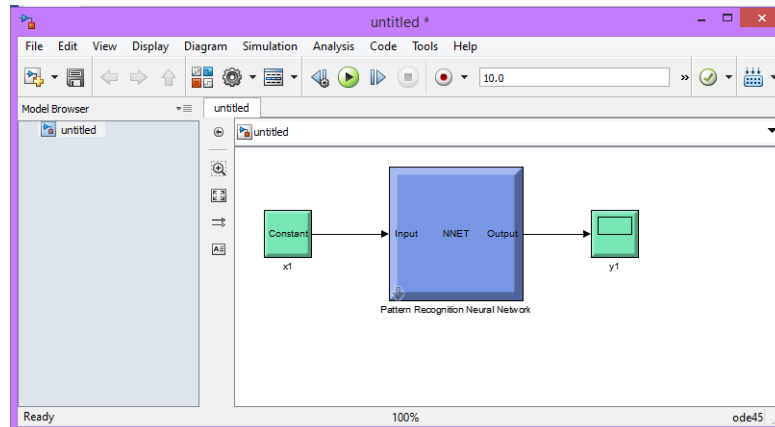 untitled *
File Edit View Display Diagram Simulation Analysis Code Tools Help
10.0 »
Model Browser
untitled
untitled
untitled
Constant
x1
Input NNET Output
Pattern Recognition Neural Network
y1
Ready 100% ode45